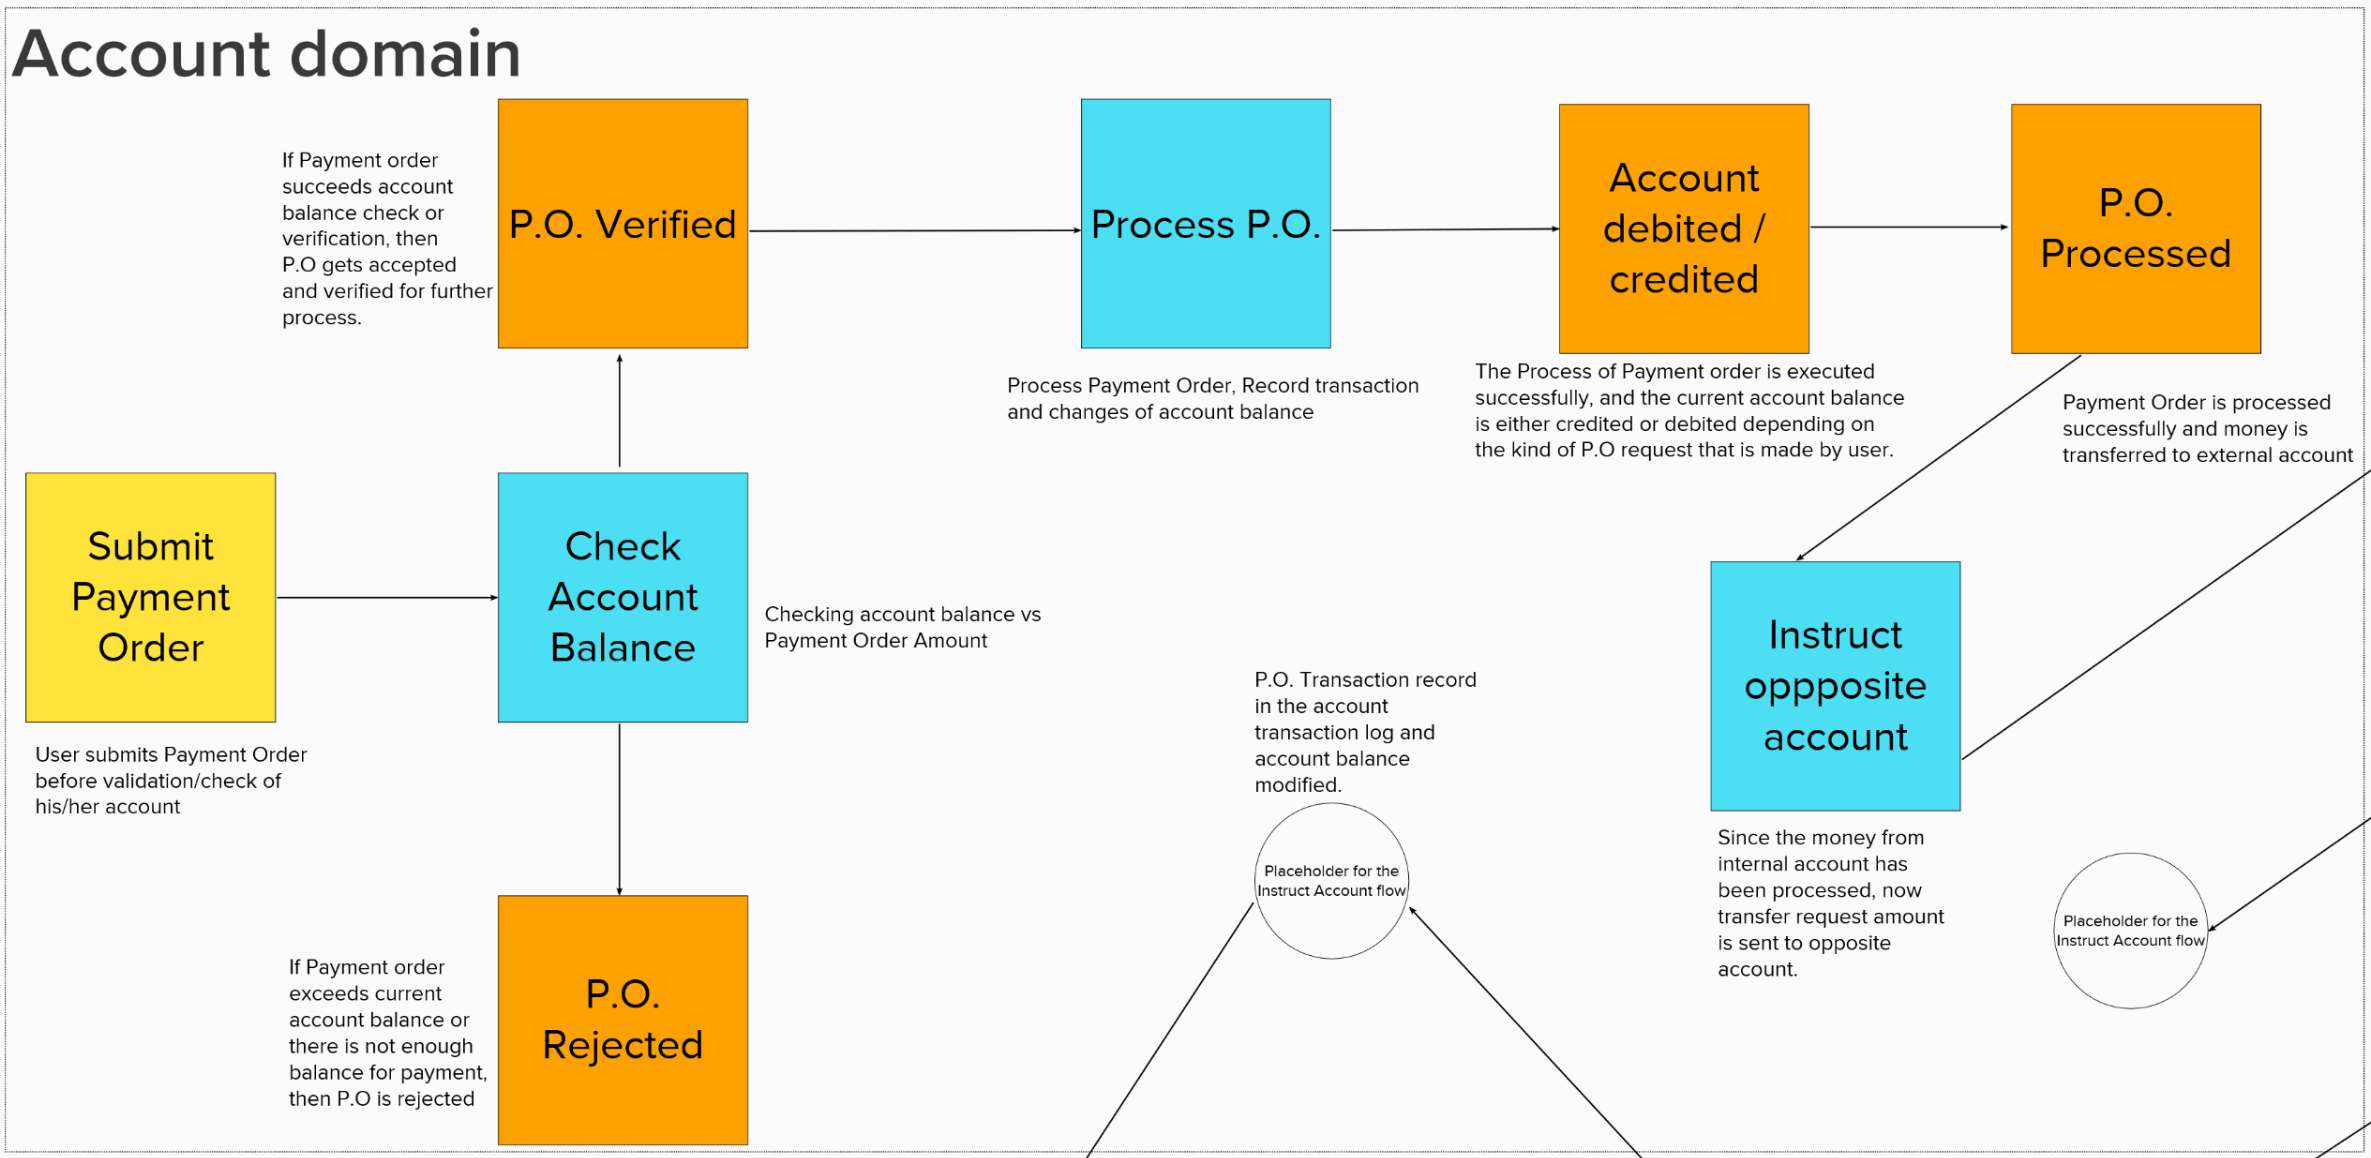 Account domain
If Payment order
succeeds account
balance check or
verification, then
P.O gets accepted
and verified for further
process.
P.O. Verified
Process P.O.
Process Payment Order, Record transaction
and changes of account balance
Account
debited /
credited
The Process of Payment order is executed
successfully, and the current account balance
is either credited or debited depending on
the kind of P.O request that is made by user.
P.O.
Processed
Payment Order is processed
successfully and money is
transferred to external account
Submit
Payment
Order
User submits Payment Order
before validation/check of
his/her account
Check
Account
Balance
Checking account balance vs
Payment Order Amount
P.O. Transaction record
in the account
transaction log and
account balance
modified.
Placeholder for the
Instruct Account flow
Instruct
oppposite
account
Since the money from
internal account has
been processed, now
transfer request amount
is sent to opposite
account.
Placeholder for the
Instruct Account flow
If Payment order
exceeds current
account balance or
there is not enough
balance for payment,
then P.O is rejected
P.O.
Rejected